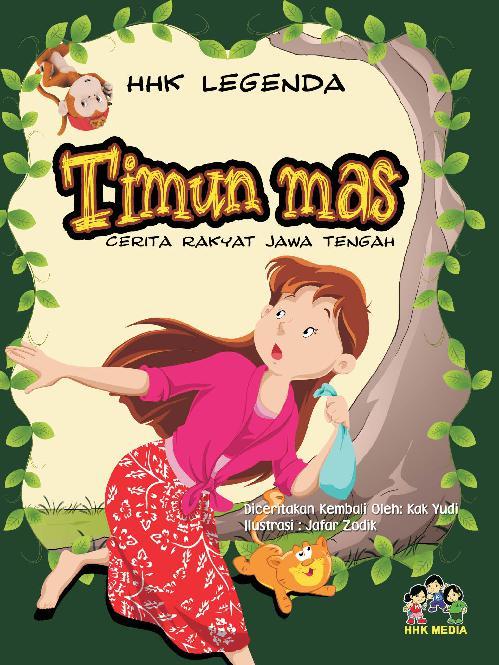 HHK LEGENDA
Timun mas
CERITA RAKYAT JAWA TENGAH
Diceritakan Kembali Oleh: Kak Yudi
Ilustrasi : Jafar Zodik
HHK MEDIA